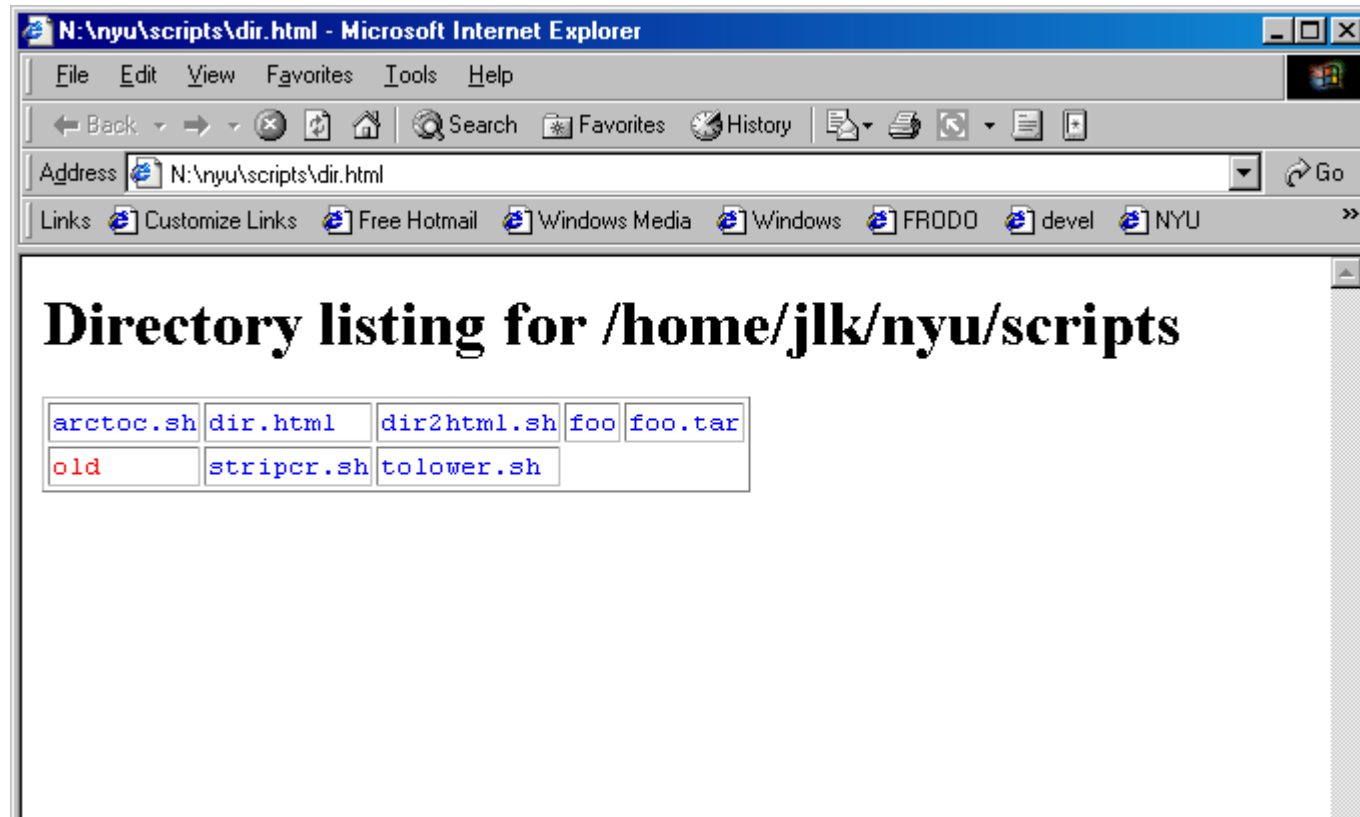 N:\nyu\scripts\dir.html - Microsoft Internet Explorer
File Edit View Favorites Tools Help
Back Search Favorites History
Address N:\nyu\scripts\dir.html Go
Links Customize Links Free Hotmail Windows Media Windows FRODO devel NYU »
Directory listing for /home/jlk/nyu/scripts
arctoc.sh dir.html dir2html.sh foo foo.tar
old stripcr.sh tolower.sh